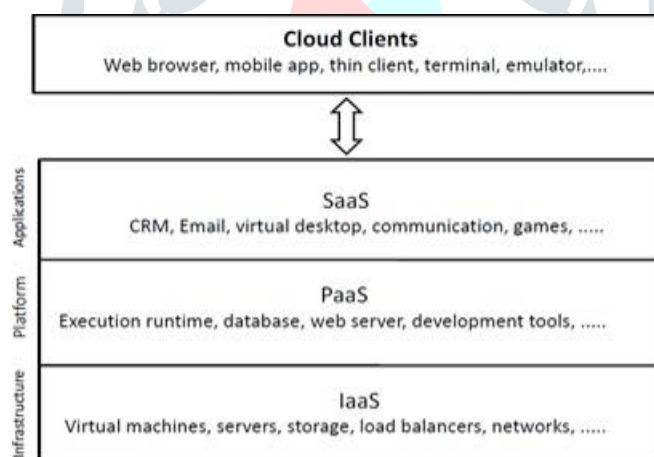 Cloud Clients
Web browser, mobile app, thin client, terminal, emulator,....
Applications
SaaS
CRM, Email, virtual desktop, communication, games, .....
Platform
PaaS
Execution runtime, database, web server, development tools, .....
Infrastructure
IaaS
Virtual machines, servers, storage, load balancers, networks, .....